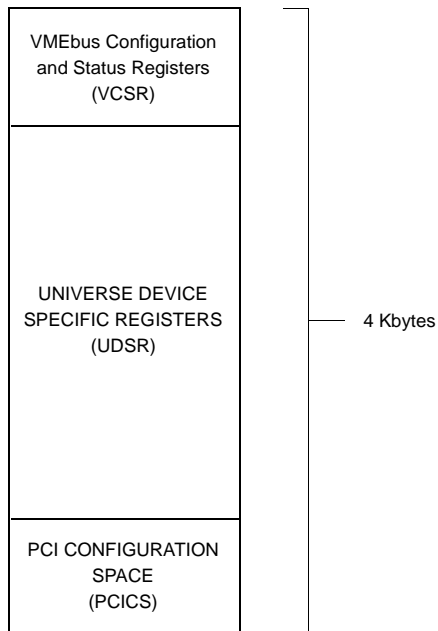 VMEbus Configuration
and Status Registers
(VCSR)
UNIVERSE DEVICE
SPECIFIC REGISTERS
(UDSR)
4 Kbytes
PCI CONFIGURATION
SPACE
(PCICS)